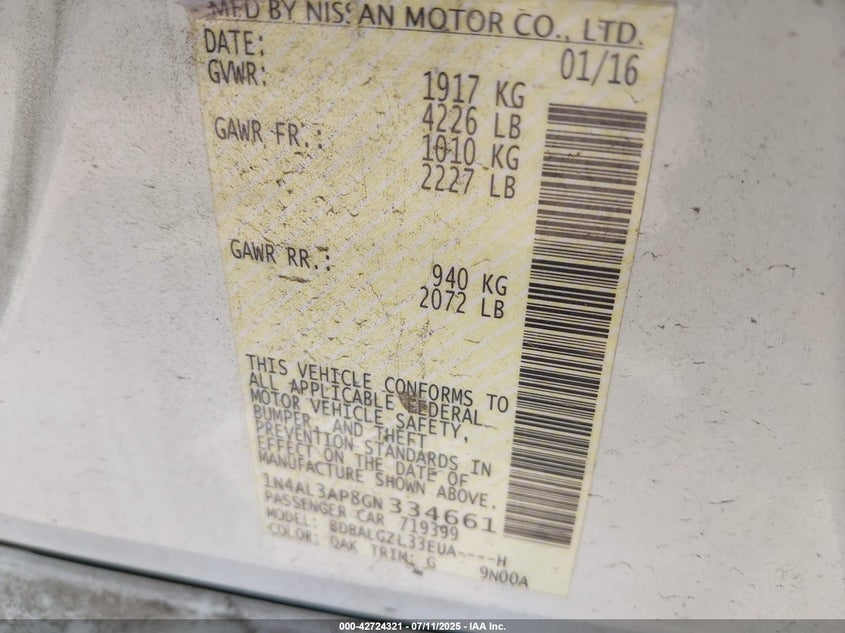 MFD BY NISSAN MOTOR CO., LTD.
DATE: 01/16
GVWR: 1917 KG
4226 LB
GAWR FR.: 1010 KG
2227 LB
GAWR RR.: 940 KG
2072 LB
THIS VEHICLE CONFORMS TO
ALL APPLICABLE FEDERAL
MOTOR VEHICLE SAFETY,
BUMPER, AND THEFT
PREVENTION STANDARDS IN
EFFECT ON THE DATE OF
MANUFACTURE SHOWN ABOVE.
1N4AL3AP8GN334661
PASSENGER CAR 719399
MODEL: BDBALGZL33EUA----H
COLOR: QAK TRIM: G 9N00A
000-42724321 - 07/11/2025 - IAA Inc.